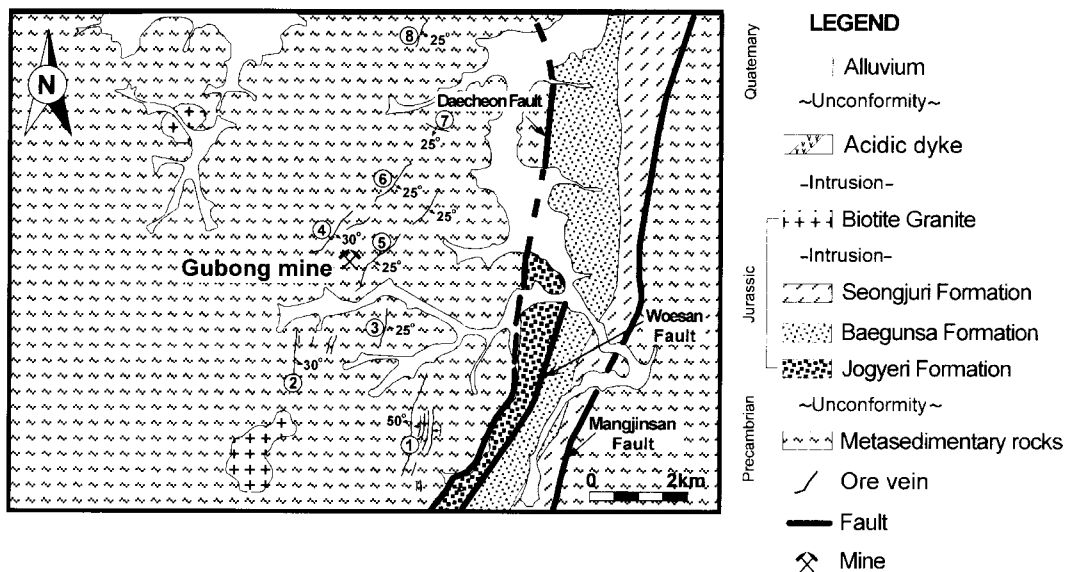 N
8
25°
Daecheon Fault
7
25°
6
25°
25°
4
30°
5
25°
Gubong mine
3
25°
Woesan
Fault
30°
2
50°
1
Mangjinsan
Fault
0 2km
LEGEND
Quaternary
Alluvium
~Unconformity~
Acidic dyke
-Intrusion-
Jurassic
Biotite Granite
-Intrusion-
Seongjuri Formation
Baegunsa Formation
Jogyeri Formation
~Unconformity~
Precambrian
Metasedimentary rocks
Ore vein
Fault
Mine